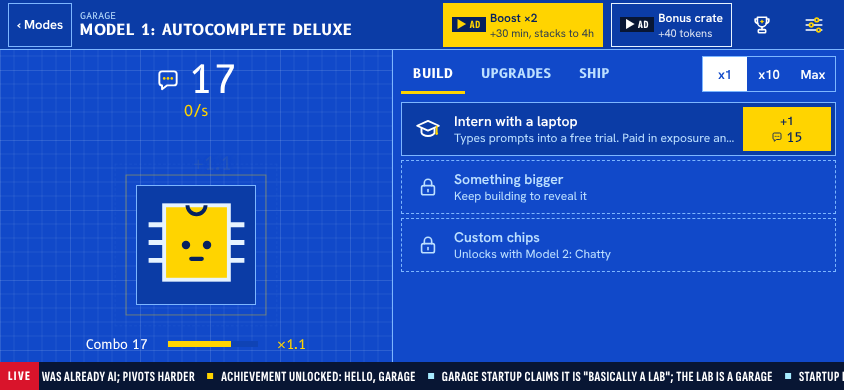 ‹ Modes
GARAGE
MODEL 1: AUTOCOMPLETE DELUXE
AD
Boost ×2
+30 min, stacks to 4h
AD
Bonus crate
+40 tokens
17
0/s
+1.1
Combo 17
×1.1
BUILD
UPGRADES
SHIP
x1
x10
Max
Intern with a laptop
Types prompts into a free trial. Paid in exposure an...
+1
15
Something bigger
Keep building to reveal it
Custom chips
Unlocks with Model 2: Chatty
LIVE
WAS ALREADY AI; PIVOTS HARDER ACHIEVEMENT UNLOCKED: HELLO, GARAGE GARAGE STARTUP CLAIMS IT IS "BASICALLY A LAB"; THE LAB IS A GARAGE STARTUP